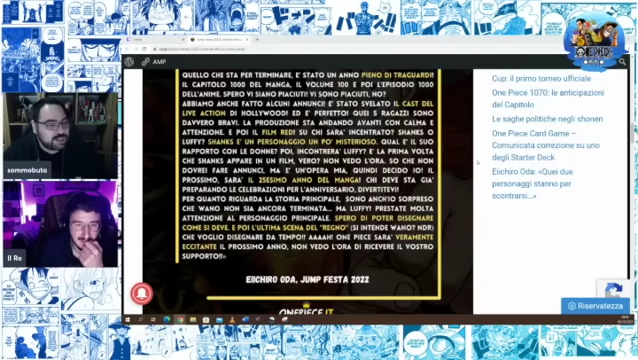 AMP
QUELLO CHE STA PER TERMINARE, E' STATO UN ANNO PIENO DI TRAGUARDI!
IL CAPITOLO 1000 DEL MANGA, IL VOLUME 100 E POI L'EPISODIO 1000
DELL'ANIME. SPERO VI SIANO PIACIUTI! VI SONO PIACIUTI, NO?
ABBIAMO ANCHE FATTO ALCUNI ANNUNCI! E' STATO SVELATO IL CAST DEL
LIVE ACTION DI HOLLYWOOD! ED E' PERFETTO! QUEI 5 RAGAZZI SONO
DAVVERO BRAVI. LA PRODUZIONE STA ANDANDO AVANTI CON CALMA E
ATTENZIONE. E POI IL FILM RED! SU CHI SARA' INCENTRATO? SHANKS O
LUFFY? SHANKS E' UN PERSONAGGIO UN PO' MISTERIOSO. QUAL E' IL SUO
RAPPORTO CON LE DONNE? POI, INCONTRERA' LUFFY? E' LA PRIMA VOLTA
CHE SHANKS APPARE IN UN FILM, VERO? NON VEDO L'ORA. SO CHE NON
DOVREI FARE ANNUNCI, MA E' UN'OPERA MIA, QUINDI DECIDO IO! IL
PROSSIMO, SARA' IL 25ESIMO ANNO DEL MANGA! CHI DEVE STA GIA'
PREPARANDO LE CELEBRAZIONI PER L'ANNIVERSARIO, DIVERTITEVI!
PER QUANTO RIGUARDA LA STORIA PRINCIPALE, SONO ANCH'IO SORPRESO
CHE WANO NON SIA ANCORA TERMINATA... MA LUFFY! PRESTATE MOLTA
ATTENZIONE AL PERSONAGGIO PRINCIPALE. SPERO DI POTER DISEGNARE
COME SI DEVE. E POI L'ULTIMA SCENA DEL "REGNO" (SI INTENDE WANO? NDR)
CHE VOGLIO DISEGNARE DA TEMPO!! AAAAH! ONE PIECE SARA' VERAMENTE
ECCITANTE IL PROSSIMO ANNO, NON VEDO L'ORA DI RICEVERE IL VOSTRO
SUPPORTO!!»
EIICHIRO ODA, JUMP FESTA 2022
ONEPIECE.IT
Cup: il primo torneo ufficiale
One Piece 1070: le anticipazioni
del Capitolo
Le saghe politiche negli shonen
One Piece Card Game –
Comunicata correzione su uno
degli Starter Deck
Eiichiro Oda: «Quei due
personaggi stanno per
scontrarsi...»
Riservatezza
sommobuta
Il Re